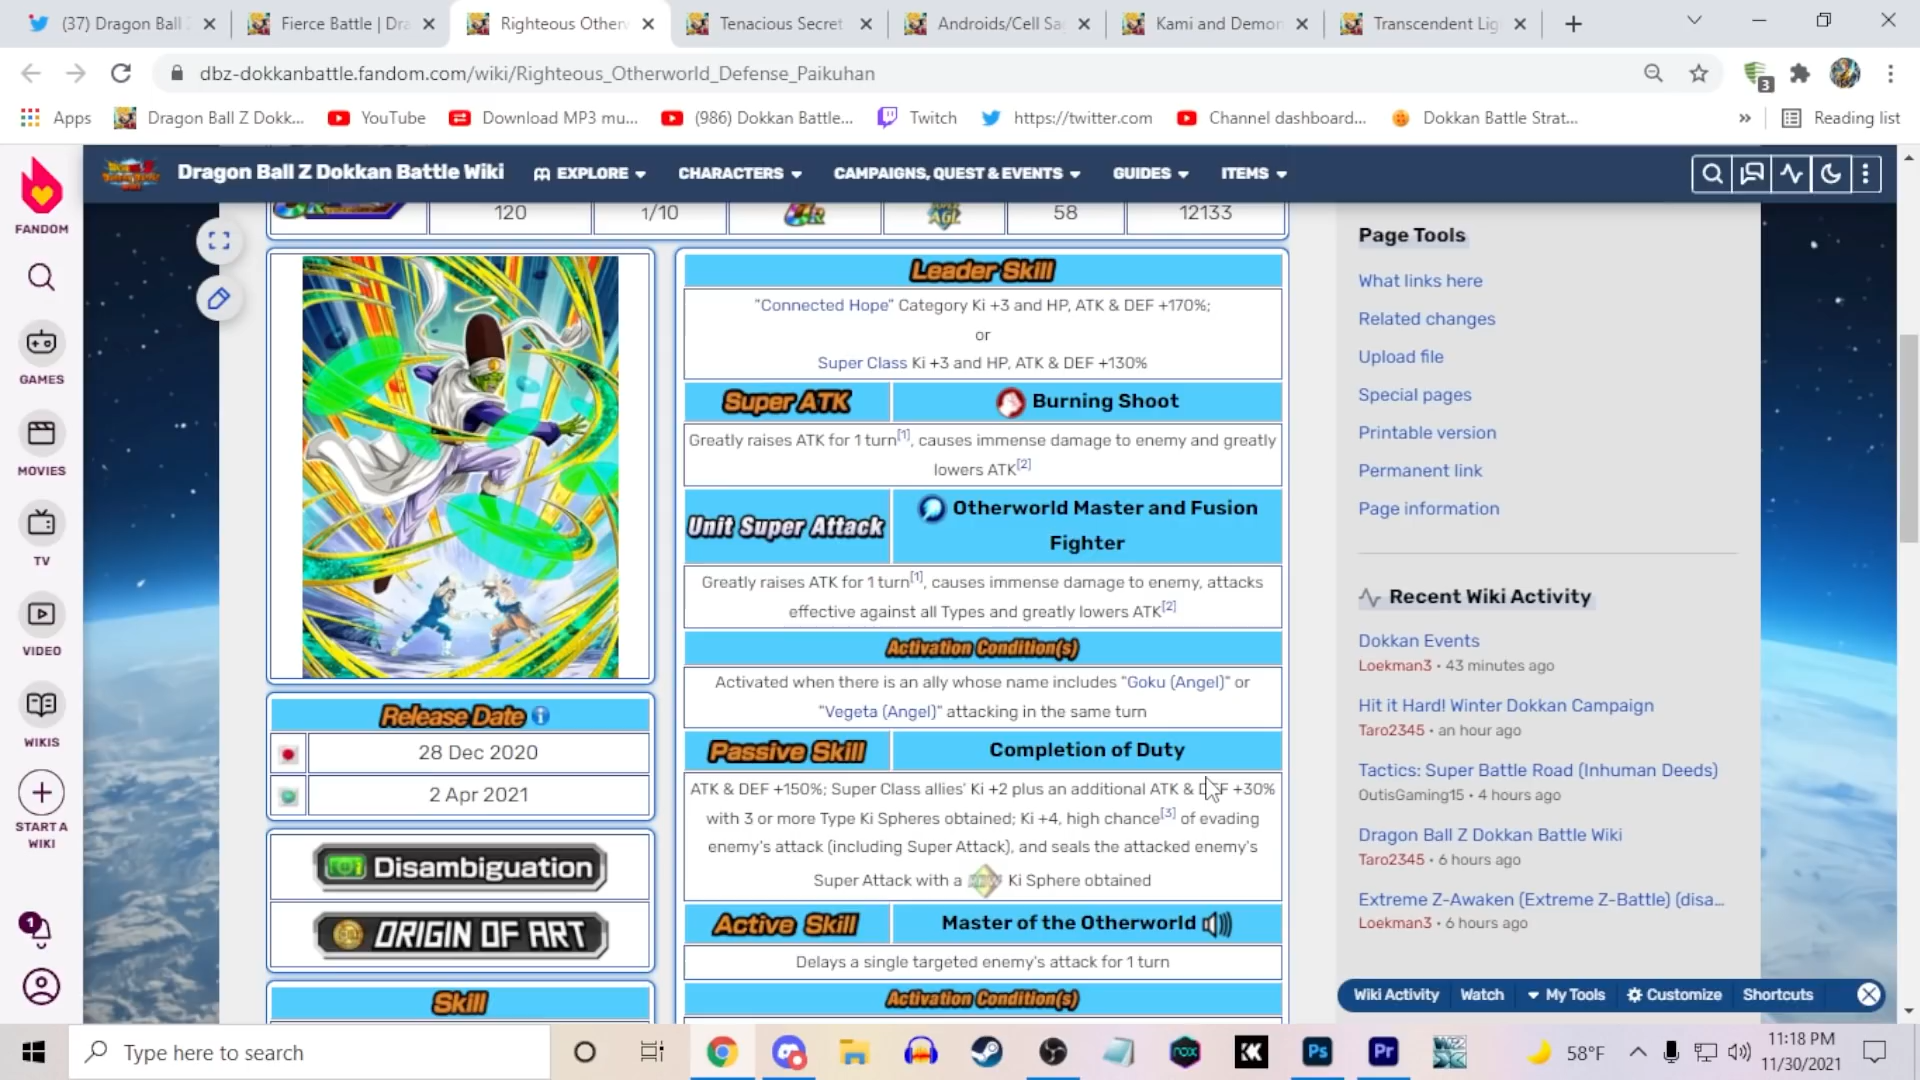 (37) Dragon Ball Z
Fierce Battle | Dra
Righteous Other
Tenacious Secret
Androids/Cell Sa
Kami and Demon
Transcendent Lig
dbz-dokkanbattle.fandom.com/wiki/Righteous_Otherworld_Defense_Paikuhan
3
Apps
Dragon Ball Z Dokk...
YouTube
Download MP3 mu...
(986) Dokkan Battle...
Twitch
https://twitter.com
Channel dashboard...
Dokkan Battle Strat...
»
Reading list
Dragon Ball Z Dokkan Battle Wiki
EXPLORE
CHARACTERS
CAMPAIGNS, QUEST & EVENTS
GUIDES
ITEMS
FANDOM
GAMES
MOVIES
TV
VIDEO
WIKIS
START A WIKI
1
120
1/10
58
12133
Leader Skill
"Connected Hope" Category Ki +3 and HP, ATK & DEF +170%;
or
Super Class Ki +3 and HP, ATK & DEF +130%
Super ATK
Burning Shoot
Greatly raises ATK for 1 turn[1], causes immense damage to enemy and greatly
lowers ATK[2]
Unit Super Attack
Otherworld Master and Fusion
Fighter
Greatly raises ATK for 1 turn[1], causes immense damage to enemy, attacks
effective against all Types and greatly lowers ATK[2]
Activation Condition(s)
Activated when there is an ally whose name includes "Goku (Angel)" or
"Vegeta (Angel)" attacking in the same turn
Passive Skill
Completion of Duty
ATK & DEF +150%; Super Class allies' Ki +2 plus an additional ATK & DEF +30%
with 3 or more Type Ki Spheres obtained; Ki +4, high chance[3] of evading
enemy's attack (including Super Attack), and seals the attacked enemy's
Super Attack with a Ki Sphere obtained
Active Skill
Master of the Otherworld
Delays a single targeted enemy's attack for 1 turn
Activation Condition(s)
Release Date
28 Dec 2020
2 Apr 2021
Disambiguation
ORIGIN OF ART
Skill
Page Tools
What links here
Related changes
Upload file
Special pages
Printable version
Permanent link
Page information
Recent Wiki Activity
Dokkan Events
Loekman3 • 43 minutes ago
Hit it Hard! Winter Dokkan Campaign
Taro2345 • an hour ago
Tactics: Super Battle Road (Inhuman Deeds)
OutisGaming15 • 4 hours ago
Dragon Ball Z Dokkan Battle Wiki
Taro2345 • 6 hours ago
Extreme Z-Awaken (Extreme Z-Battle) (disa...
Loekman3 • 6 hours ago
Wiki Activity
Watch
My Tools
Customize
Shortcuts
Type here to search
nox
Ps
Pr
58°F
11:18 PM
11/30/2021